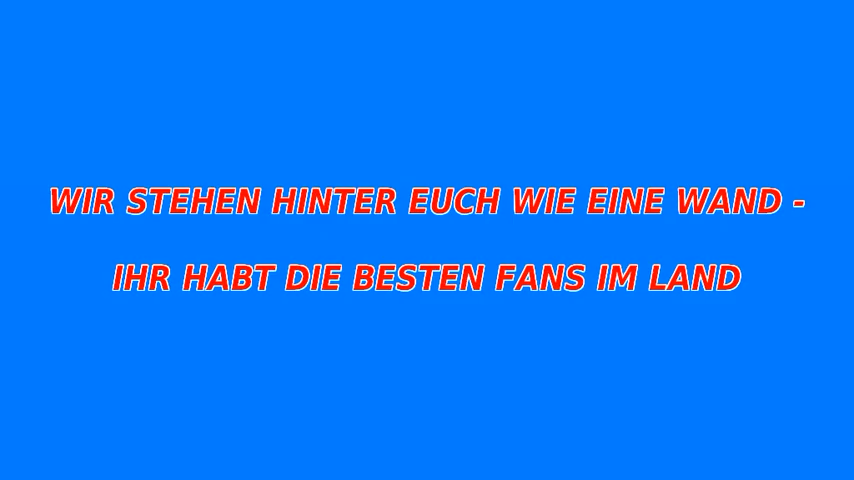 WIR STEHEN HINTER EUCH WIE EINE WAND -
IHR HABT DIE BESTEN FANS IM LAND